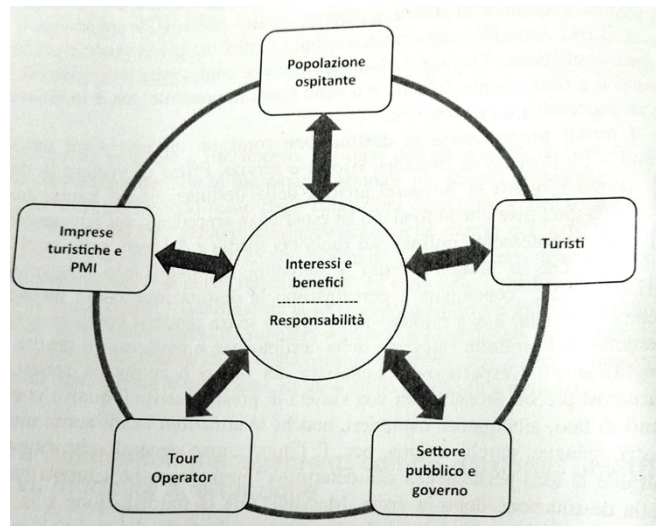 Popolazione
ospitante
Imprese
turistiche e
PMI
Interessi e
benefici
Responsabilità
Turisti
Tour
Operator
Settore
pubblico e
governo